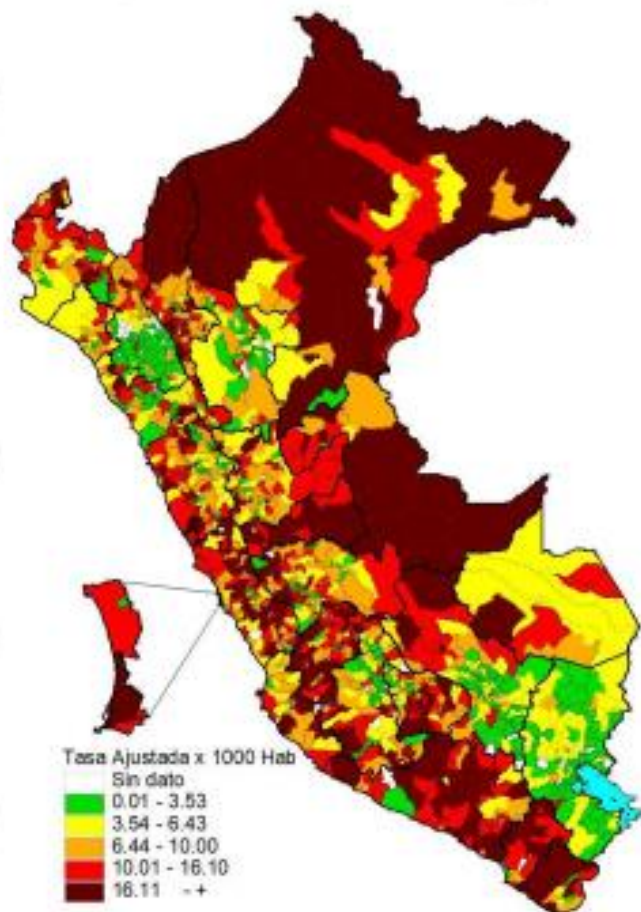 Tasa Ajustada x 1000 Hab
Sin dato
0.01 - 3.53
3.54 - 6.43
6.44 - 10.00
10.01 - 16.10
16.11 - +